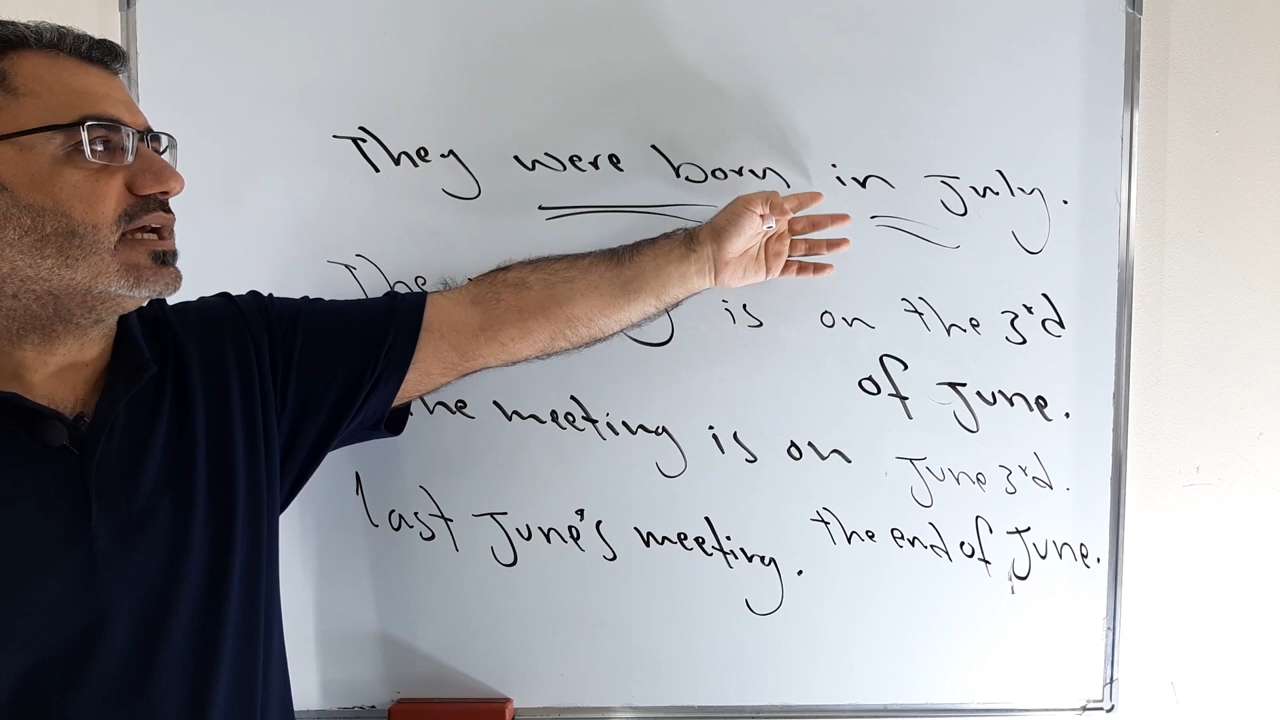 They were born in July.
The is on the 3rd
of June.
The meeting is on June 3rd.
last June's meeting. the end of June.